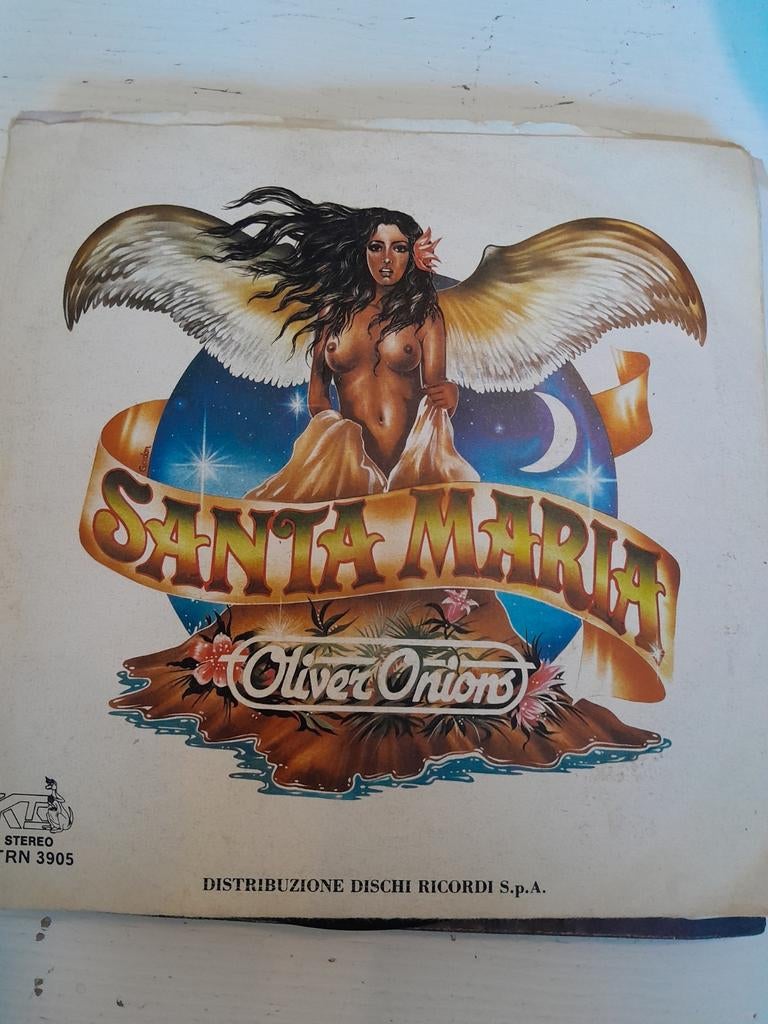 SANTA MARIA
Oliver Onions
STEREO
TRN 3905
DISTRIBUZIONE DISCHI RICORDI S.p.A.